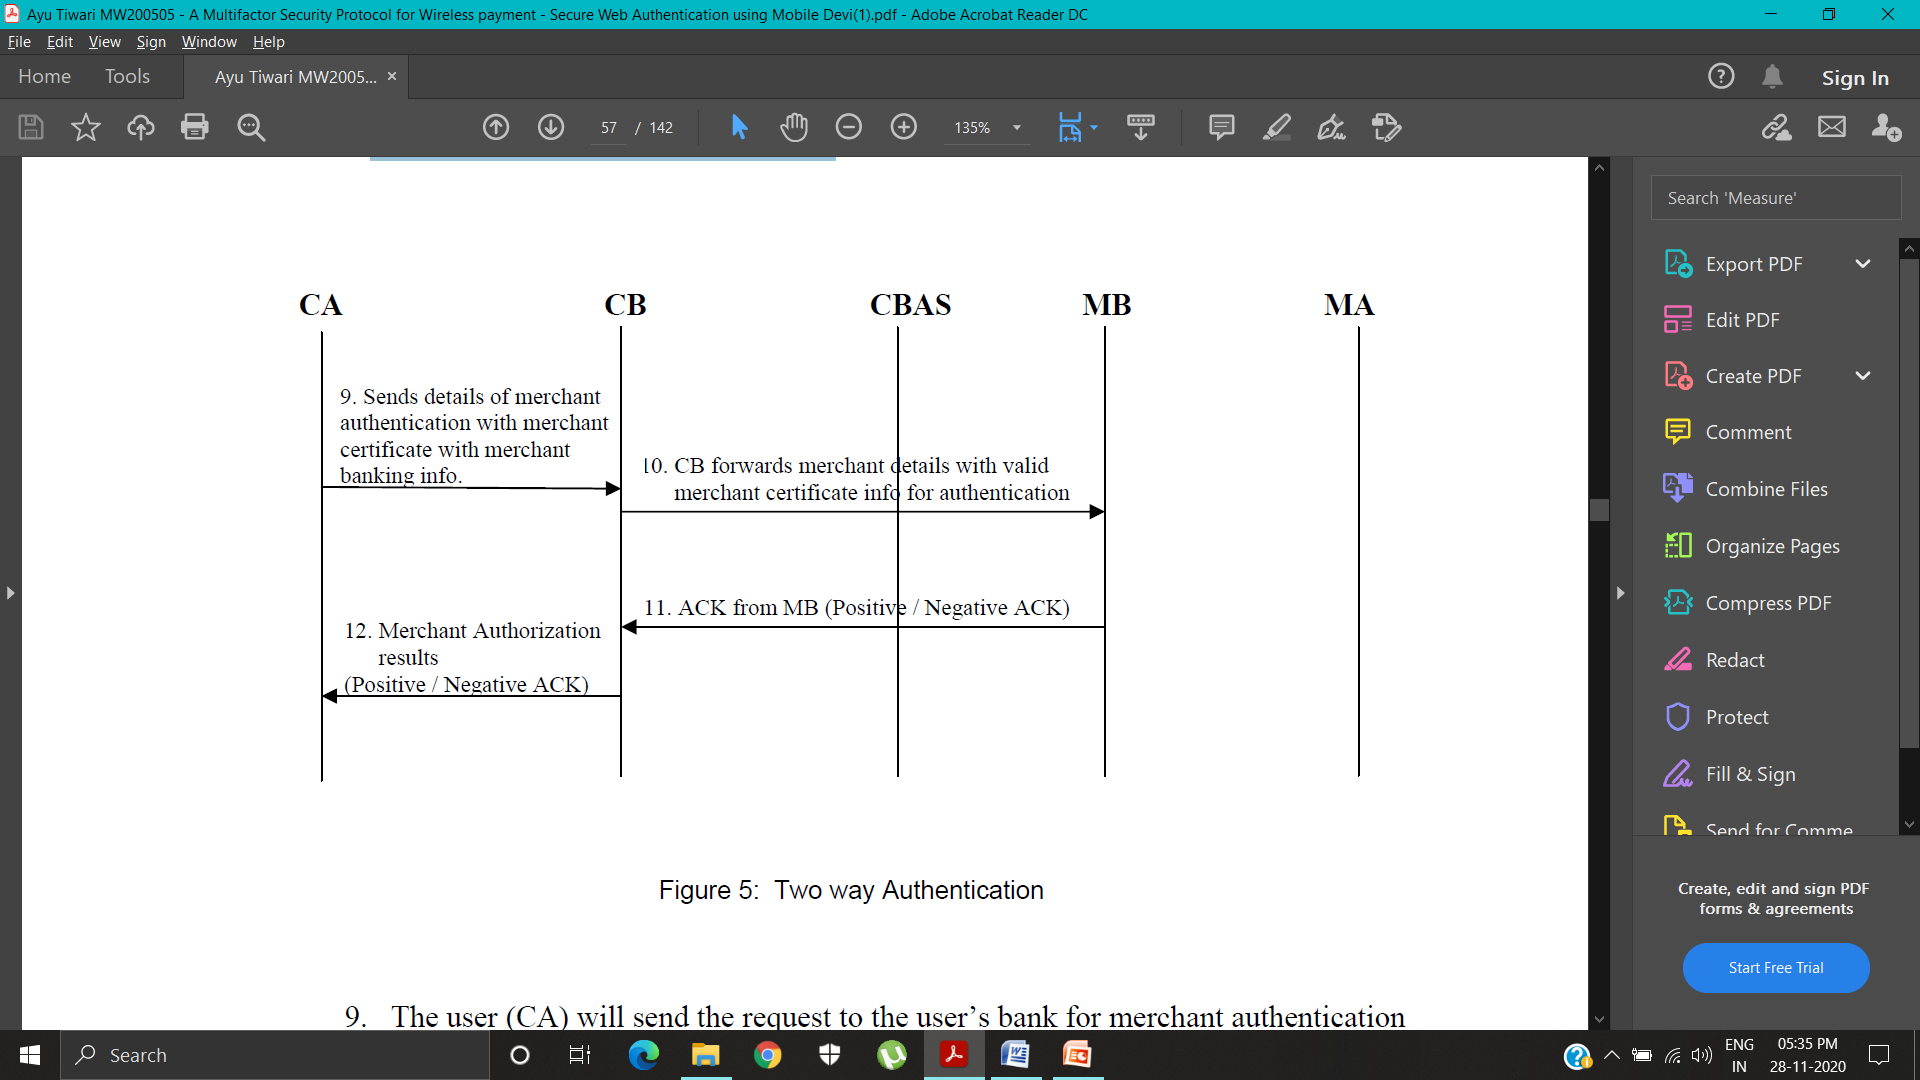 Ayu Tiwari MW200505 - A Multifactor Security Protocol for Wireless payment - Secure Web Authentication using Mobile Devi(1).pdf - Adobe Acrobat Reader DC
File Edit View Sign Window Help
Home Tools Ayu Tiwari MW2005... × Sign In
57 / 142 135%
CA CB CBAS MB MA
9. Sends details of merchant
authentication with merchant
certificate with merchant
banking info.
10. CB forwards merchant details with valid
merchant certificate info for authentication
11. ACK from MB (Positive / Negative ACK)
12. Merchant Authorization
results
(Positive / Negative ACK)
Figure 5: Two way Authentication
9. The user (CA) will send the request to the user's bank for merchant authentication
Search 'Measure'
Export PDF
Edit PDF
Create PDF
Comment
Combine Files
Organize Pages
Compress PDF
Redact
Protect
Fill & Sign
Send for Comme
Create, edit and sign PDF
forms & agreements
Start Free Trial
Search
ENG
IN
05:35 PM
28-11-2020